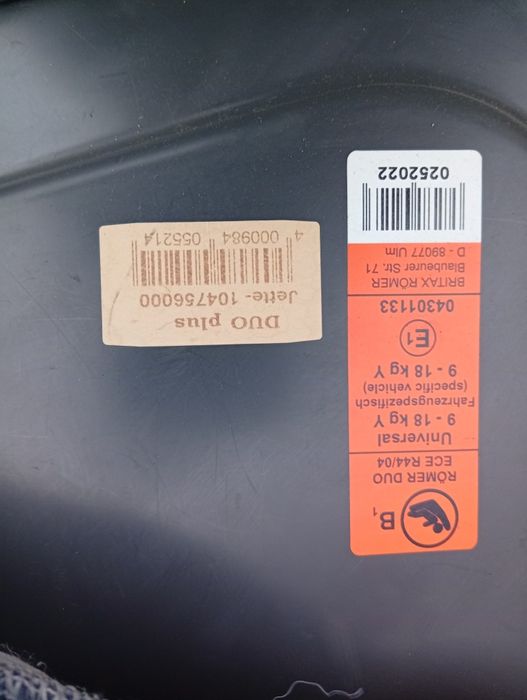 B1
RÖMER DUO
ECE R44/04
Universal
9 - 18 kg Y
Fahrzeugspezifisch
(specific vehicle)
9 - 18 kg Y
E1
04301133
BRITAX RÖMER
Blaubeurer Str. 71
D - 89077 Ulm
0252022
DUO plus
Jette- 104756000
4 000984 055214